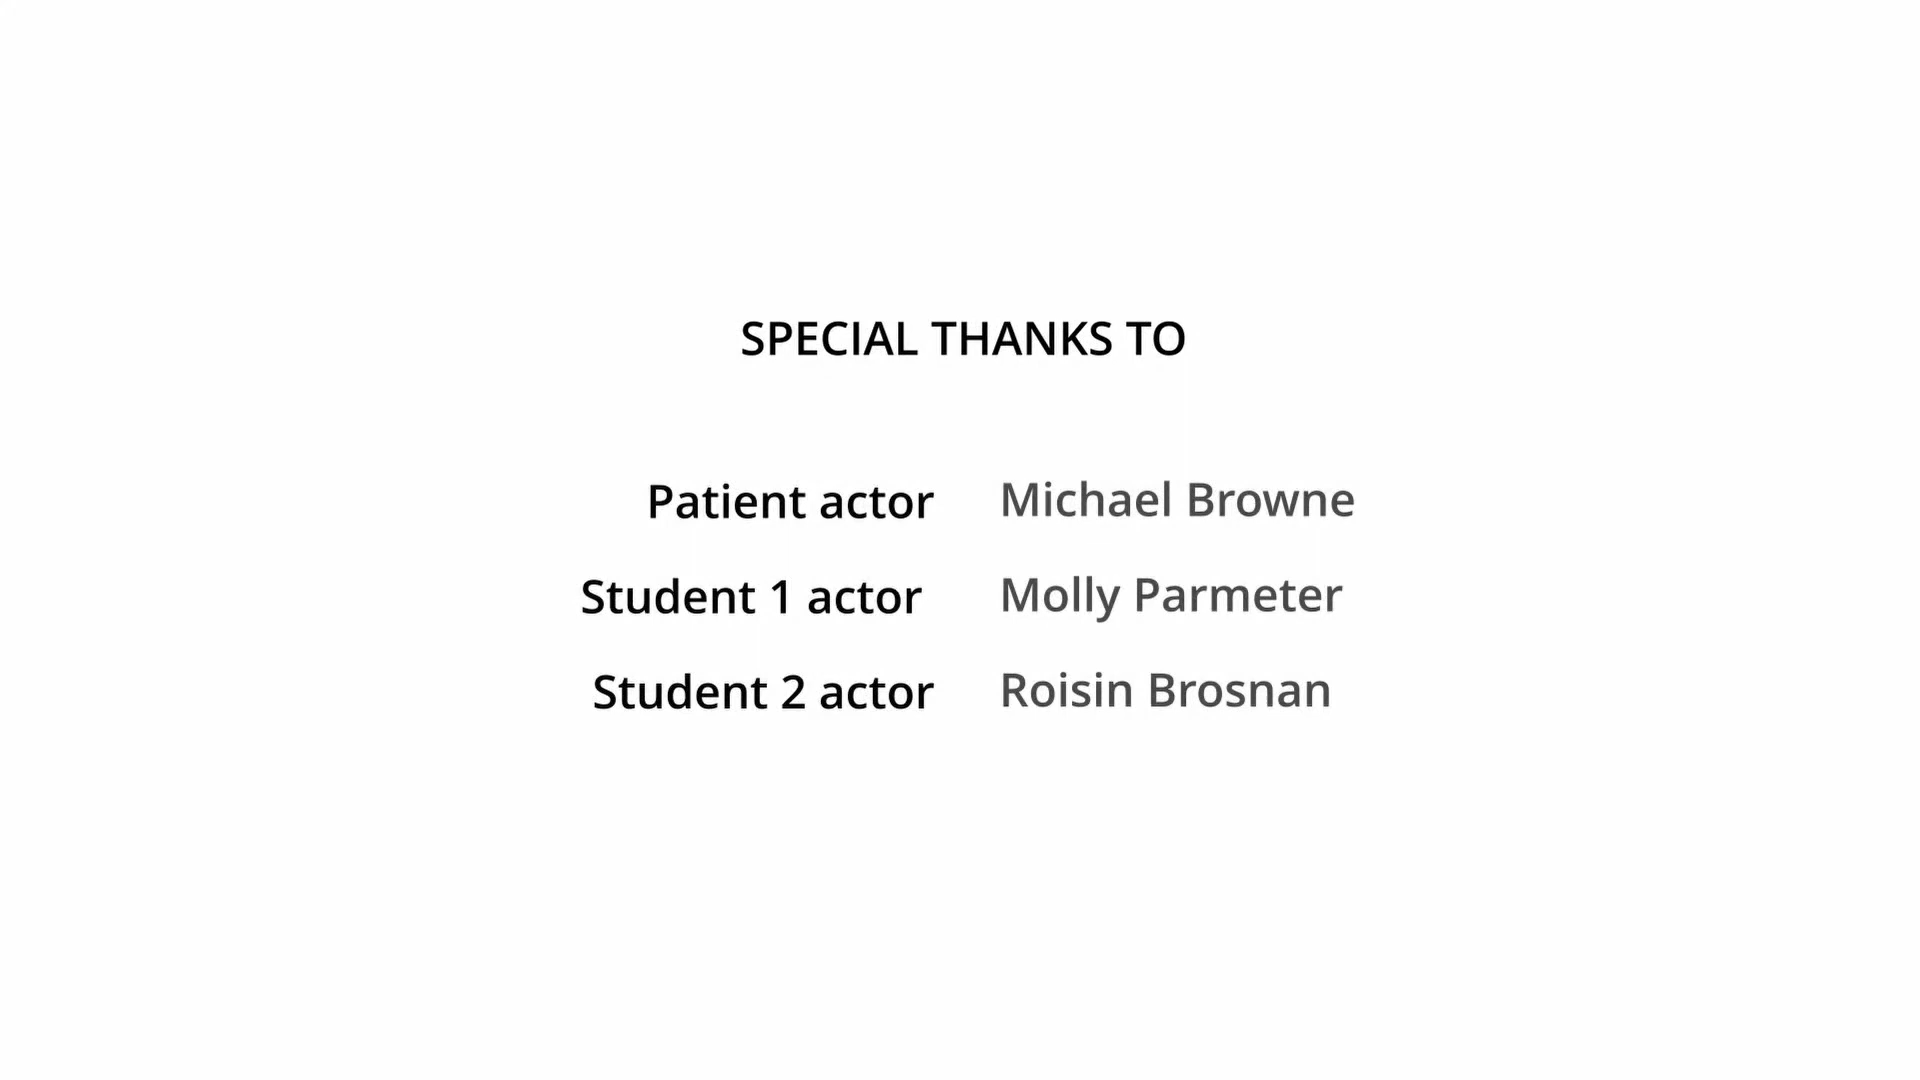 SPECIAL THANKS TO
Patient actor Michael Browne
Student 1 actor Molly Parmeter
Student 2 actor Roisin Brosnan